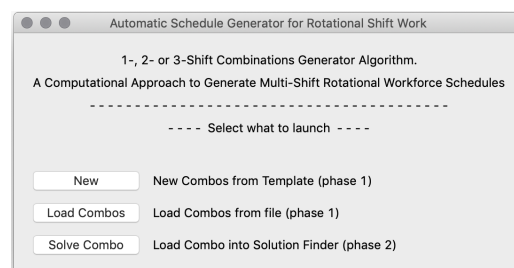 Automatic Schedule Generator for Rotational Shift Work
1-, 2- or 3-Shift Combinations Generator Algorithm.
A Computational Approach to Generate Multi-Shift Rotational Workforce Schedules
- - - - - - - - - - - - - - - - - - - - - - - - - - - - - - - - - - - - - - - -
- - - - Select what to launch - - - -
New New Combos from Template (phase 1)
Load Combos Load Combos from file (phase 1)
Solve Combo Load Combo into Solution Finder (phase 2)